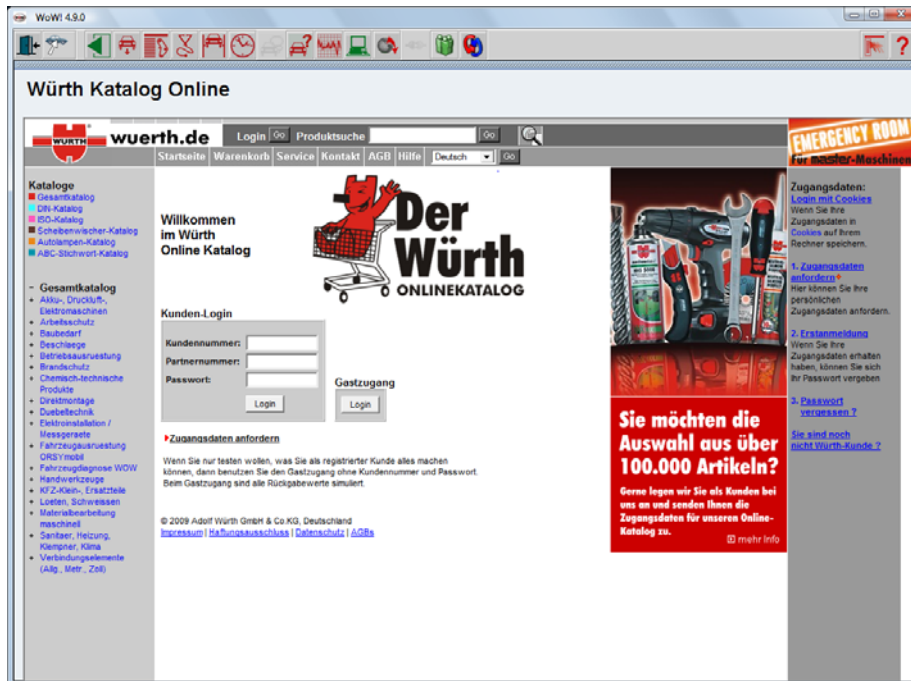 WoW! 4.9.0
Würth Katalog Online
WÜRTH
wuerth.de
Login Go Produktsuche Go
Startseite Warenkorb Service Kontakt AGB Hilfe Deutsch Go
EMERGENCY ROOM
Für master-Maschinen
Kataloge
Gesamtkatalog
DIN-Katalog
ISO-Katalog
Scheibenwischer-Katalog
Autolampen-Katalog
ABC-Stichwort-Katalog
- Gesamtkatalog
+ Akku-, Druckluft-,
Elektromaschinen
+ Arbeitsschutz
+ Baubedarf
+ Beschlaege
+ Betriebsausruestung
+ Brandschutz
+ Chemisch-technische
Produkte
+ Direktmontage
+ Duebeltechnik
+ Elektroinstallation /
Messgeraete
+ Fahrzeugausruestung
ORSYmobil
+ Fahrzeugdiagnose WOW
+ Handwerkzeuge
+ KFZ-Klein-, Ersatzteile
+ Loeten, Schweissen
+ Materialbearbeitung
maschinell
+ Sanitaer, Heizung,
Klempner, Klima
+ Verbindungselemente
(Allg., Metr., Zoll)
Willkommen
im Würth
Online Katalog
Der
Würth
ONLINEKATALOG
Kunden-Login
Kundennummer:
Partnernummer:
Passwort:
Login
Gastzugang
Login
Zugangsdaten anfordern
Wenn Sie nur testen wollen, was Sie als registrierter Kunde alles machen
können, dann benutzen Sie den Gastzugang ohne Kundennummer und Passwort.
Beim Gastzugang sind alle Rückgabewerte simuliert.
© 2009 Adolf Würth GmbH & Co.KG, Deutschland
Impressum | Haftungsausschluss | Datenschutz | AGBs
Sie möchten die
Auswahl aus über
100.000 Artikeln?
Gerne legen wir Sie als Kunden bei
uns an und senden Ihnen die
Zugangsdaten für unseren Online-
Katalog zu.
mehr Info
Zugangsdaten:
Login mit Cookies
Wenn Sie Ihre
Zugangsdaten in
Cookies auf Ihrem
Rechner speichern.
1. Zugangsdaten
anfordern
Hier können Sie Ihre
persönlichen
Zugangsdaten anfordern.
2. Erstanmeldung
Wenn Sie Ihre
Zugangsdaten erhalten
haben, können Sie sich
Ihr Passwort vergeben
3. Passwort
vergessen ?
Sie sind noch
nicht Würth-Kunde ?